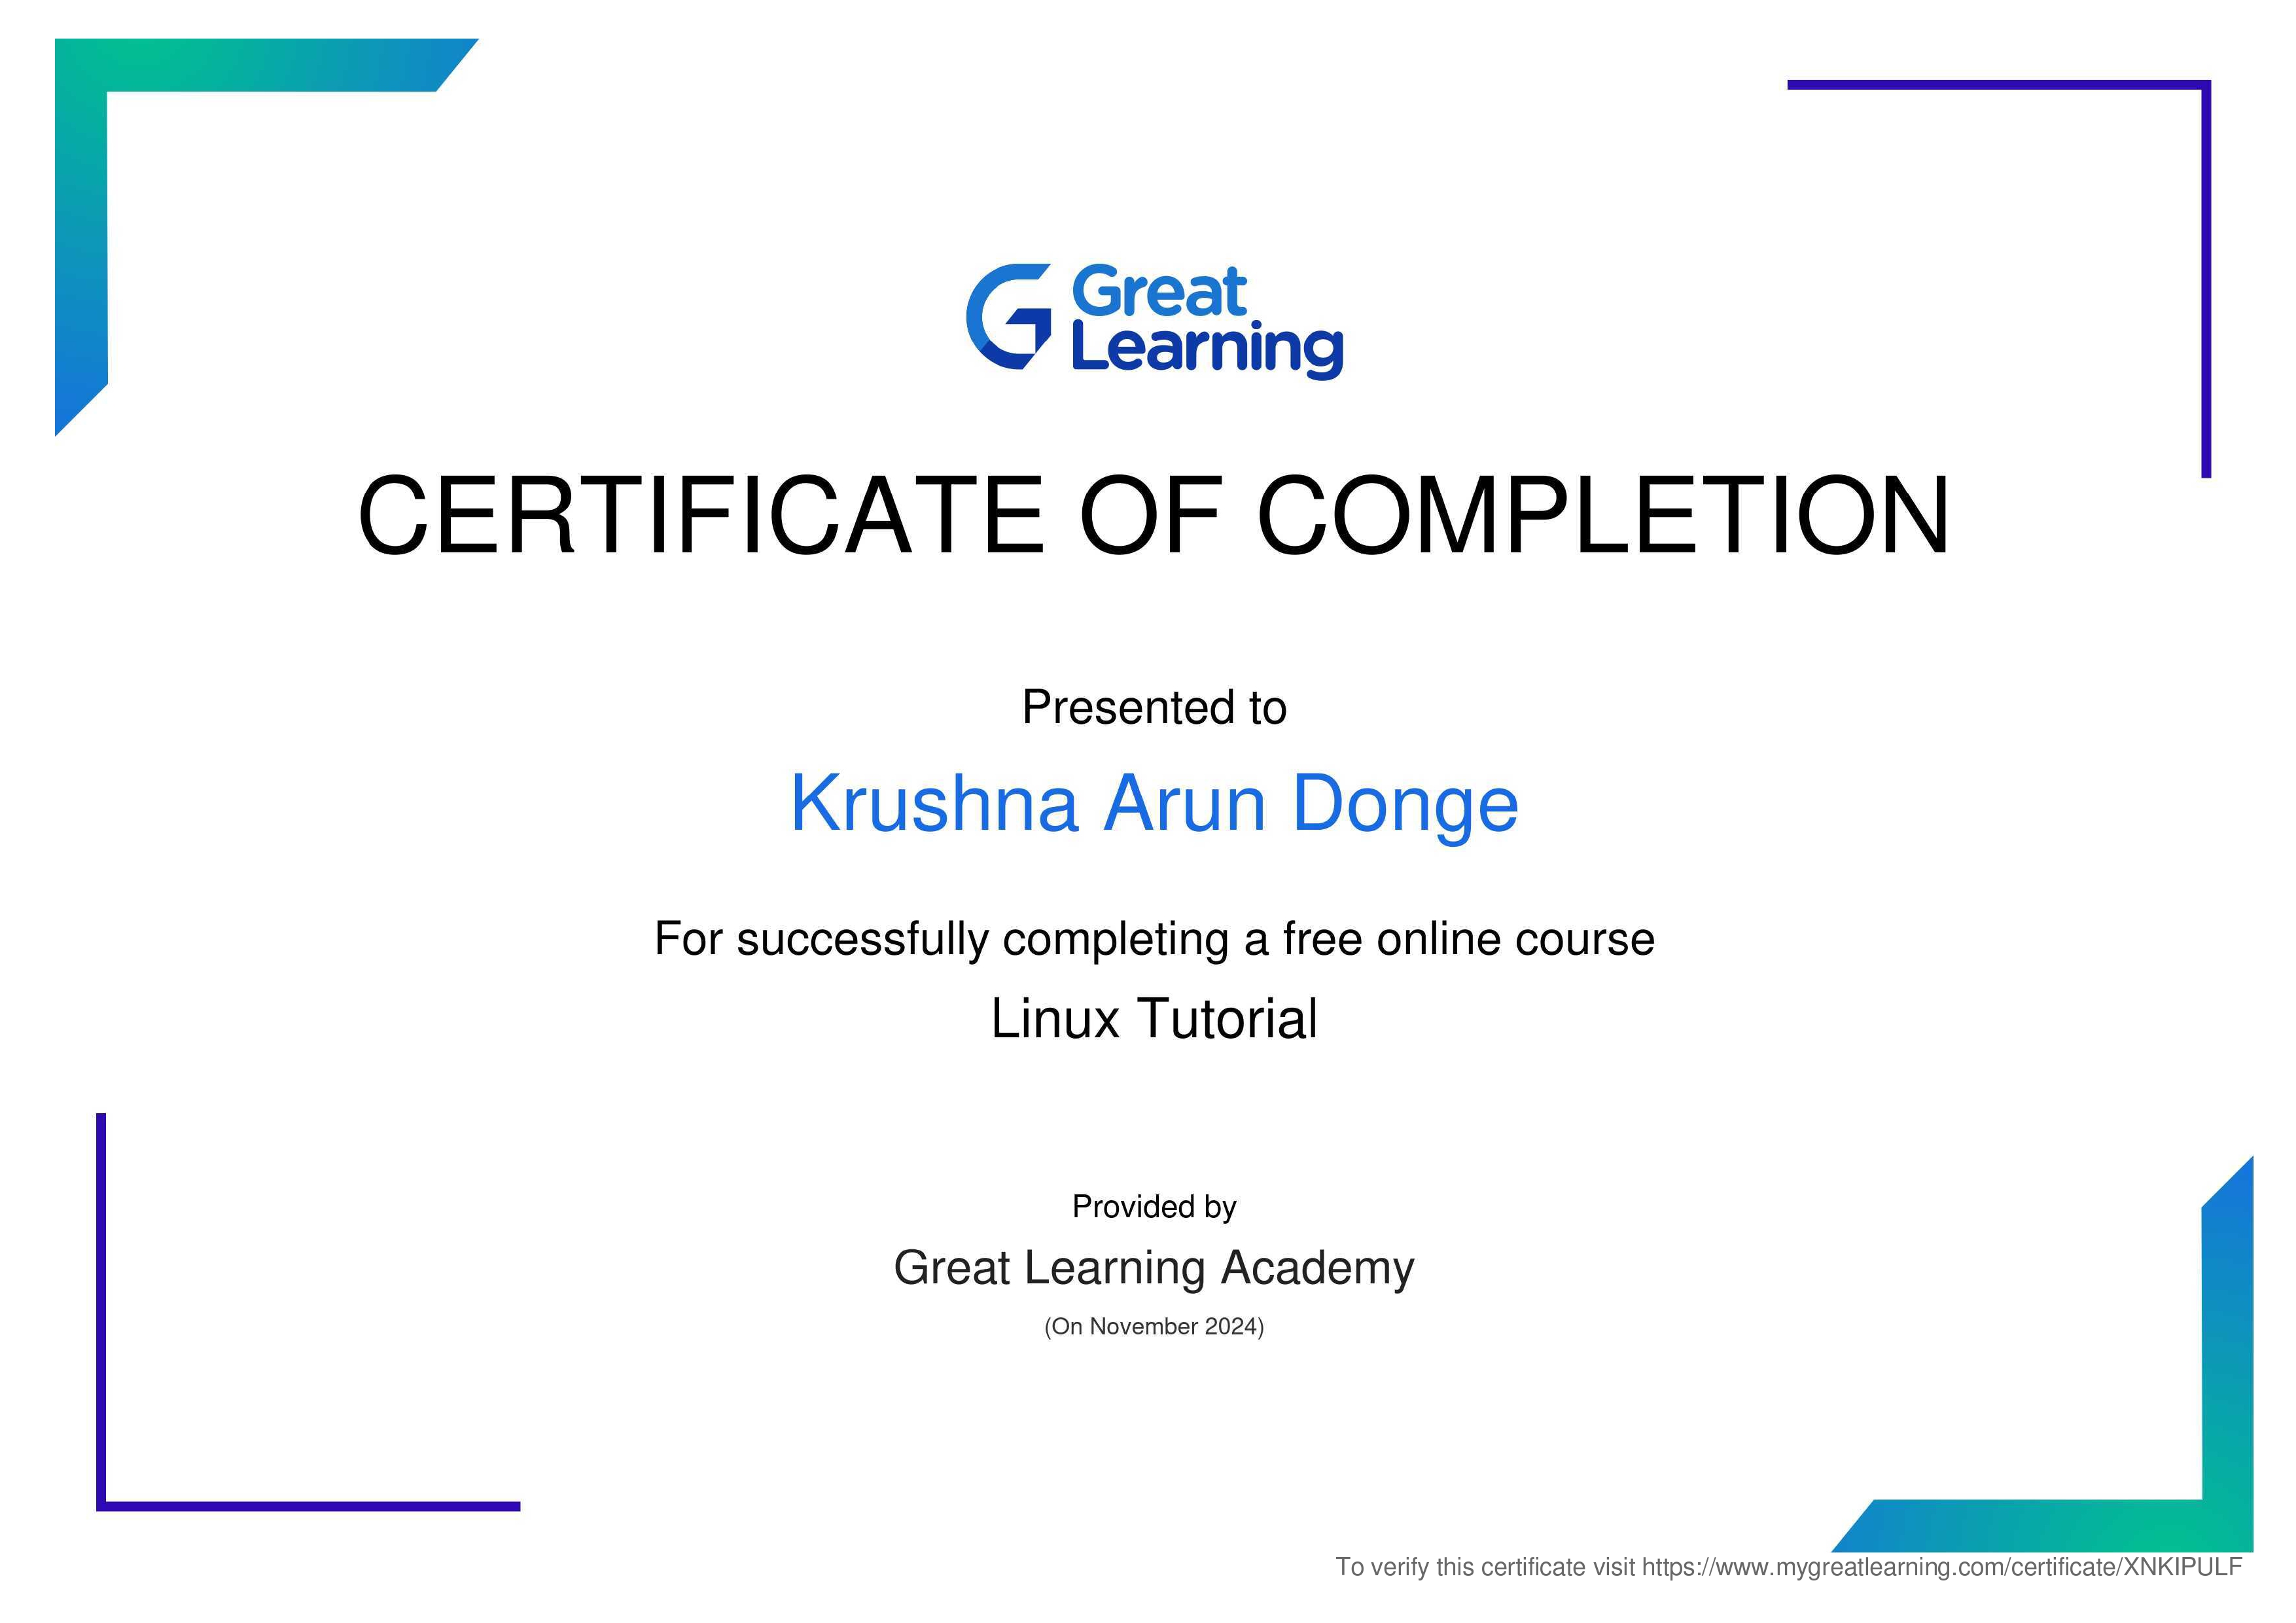 Great
Learning
CERTIFICATE OF COMPLETION
Presented to
Krushna Arun Donge
For successfully completing a free online course
Linux Tutorial
Provided by
Great Learning Academy
(On November 2024)
To verify this certificate visit https://www.mygreatlearning.com/certificate/XNKIPULF